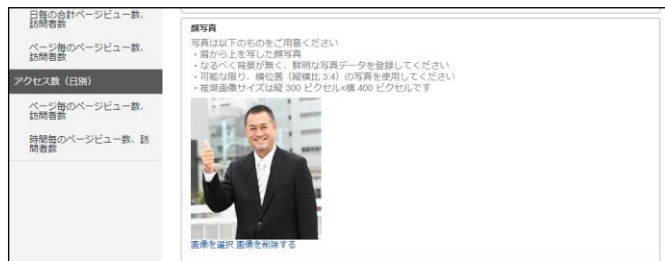 日毎の合計ページビュー数、
訪問者数
ページ毎のページビュー数、
訪問者数
アクセス数（日別）
ページ毎のページビュー数、
訪問者数
時間毎のページビュー数、訪
問者数
顔写真
写真は以下のものをご用意ください
・肩から上を写した顔写真
・なるべく背景が無く、鮮明な写真データを登録してください
・可能な限り、横位置（縦横比 3:4）の写真を使用してください
・推奨画像サイズは縦 300 ピクセル×横 400 ピクセルです
画像を選択 画像を削除する